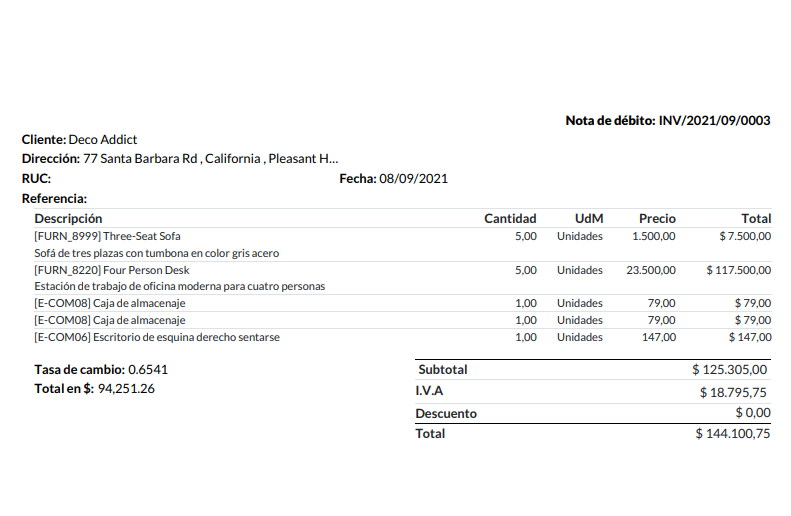 Nota de débito: INV/2021/09/0003
Cliente: Deco Addict
Dirección: 77 Santa Barbara Rd , California , Pleasant H...
RUC: Fecha: 08/09/2021
Referencia:
Descripción Cantidad UdM Precio Total
[FURN_8999] Three-Seat Sofa 5,00 Unidades 1.500,00 $ 7.500,00
Sofá de tres plazas con tumbona en color gris acero
[FURN_8220] Four Person Desk 5,00 Unidades 23.500,00 $ 117.500,00
Estación de trabajo de oficina moderna para cuatro personas
[E-COM08] Caja de almacenaje 1,00 Unidades 79,00 $ 79,00
[E-COM08] Caja de almacenaje 1,00 Unidades 79,00 $ 79,00
[E-COM06] Escritorio de esquina derecho sentarse 1,00 Unidades 147,00 $ 147,00
Tasa de cambio: 0.6541 Subtotal $ 125.305,00
Total en $: 94,251.26 I.V.A $ 18.795,75
Descuento $ 0,00
Total $ 144.100,75